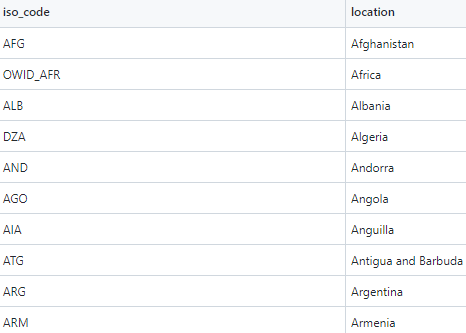 iso_code location
AFG Afghanistan
OWID_AFR Africa
ALB Albania
DZA Algeria
AND Andorra
AGO Angola
AIA Anguilla
ATG Antigua and Barbuda
ARG Argentina
ARM Armenia